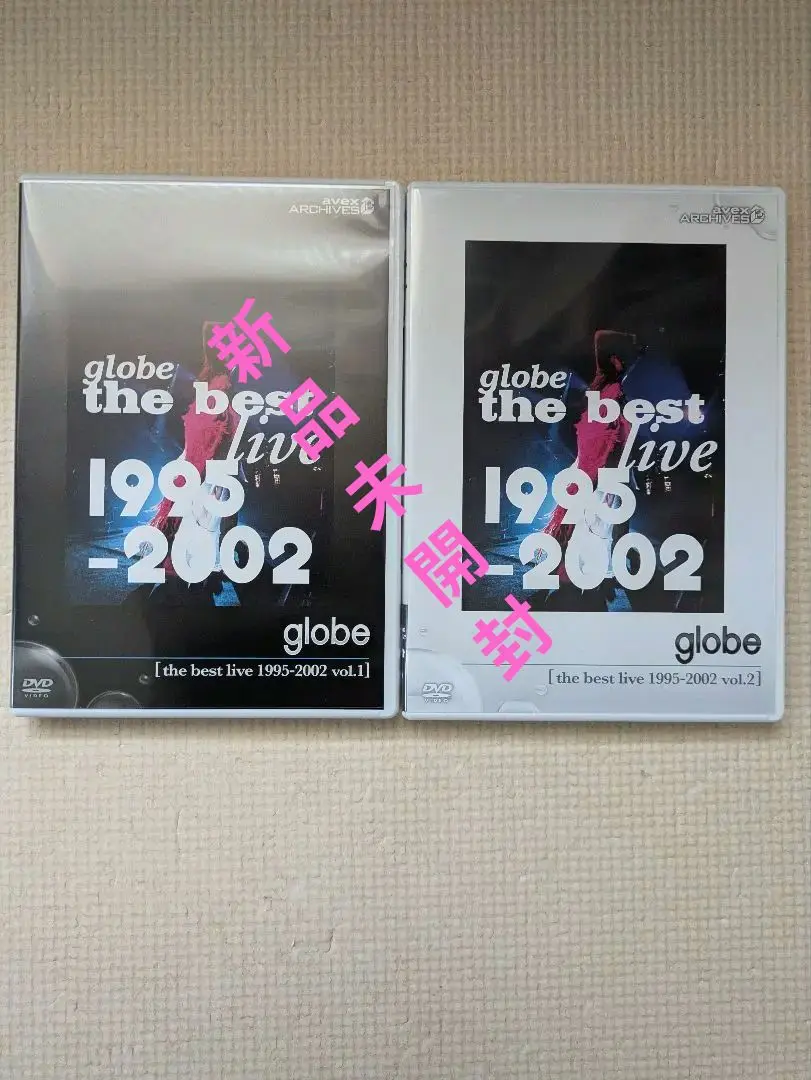 avex
ARCHIVES
globe
the best
live
1995
-2002
globe
[the best live 1995-2002 vol.1]
DVD
VIDEO
avex
ARCHIVES
globe
the best
live
1995
-2002
globe
[the best live 1995-2002 vol.2]
DVD
VIDEO
新品未開封